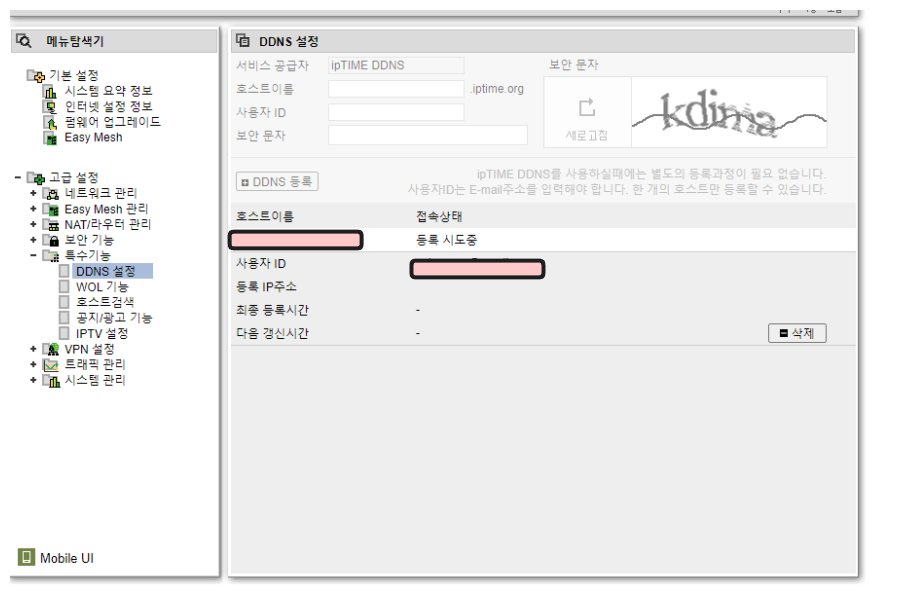 메뉴탐색기
기본 설정
시스템 요약 정보
인터넷 설정 정보
펌웨어 업그레이드
Easy Mesh
고급 설정
네트워크 관리
Easy Mesh 관리
NAT/라우터 관리
보안 기능
특수기능
DDNS 설정
WOL 기능
호스트검색
공지/광고 기능
IPTV 설정
VPN 설정
트래픽 관리
시스템 관리
Mobile UI
DDNS 설정
서비스 공급자 ipTIME DDNS 보안 문자
호스트이름 .iptime.org
사용자 ID
보안 문자
kdima
새로고침
DDNS 등록
ipTIME DDNS를 사용하실때에는 별도의 등록과정이 필요 없습니다.
사용자ID는 E-mail주소를 입력해야 합니다. 한 개의 호스트만 등록할 수 있습니다.
호스트이름 접속상태
등록 시도중
사용자 ID
등록 IP주소
최종 등록시간 -
다음 갱신시간 - 삭제